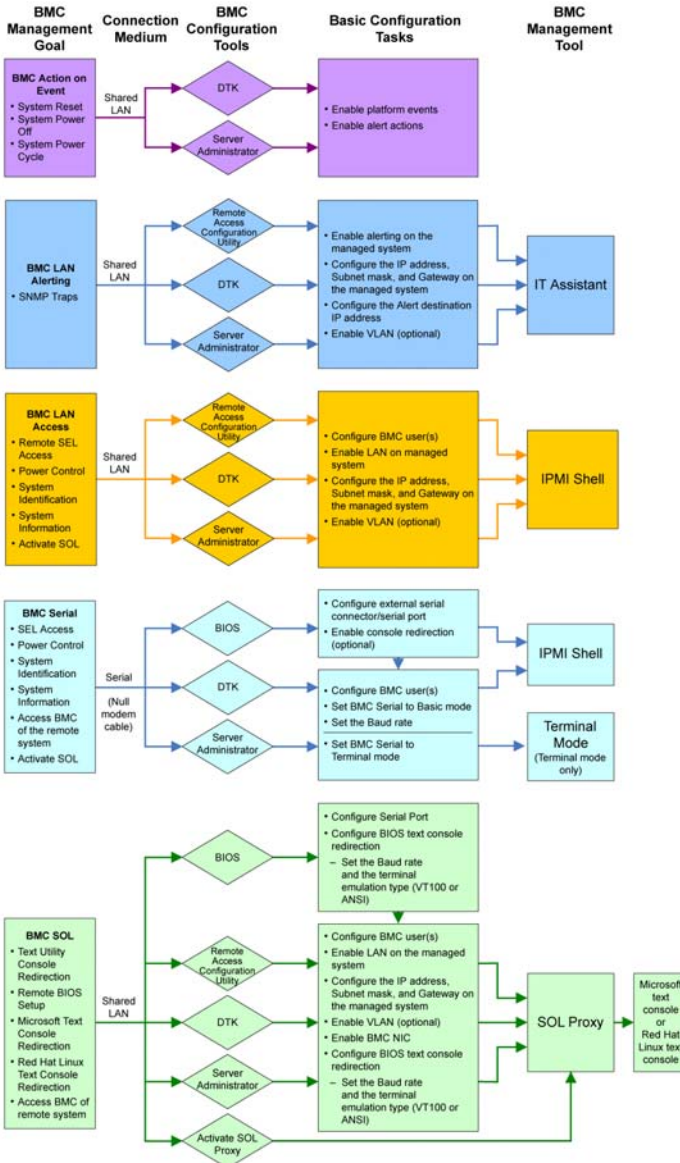 BMC
Management
Goal
Connection
Medium
BMC
Configuration
Tools
Basic Configuration
Tasks
BMC
Management
Tool
BMC Action on
Event
• System Reset
• System Power
Off
• System Power
Cycle
Shared
LAN
DTK
Server
Administrator
• Enable platform events
• Enable alert actions
BMC LAN
Alerting
• SNMP Traps
Shared
LAN
Remote
Access
Configuration
Utility
DTK
Server
Administrator
• Enable alerting on the
managed system
• Configure the IP address,
Subnet mask, and Gateway on
the managed system
• Configure the Alert destination
IP address
• Enable VLAN (optional)
IT Assistant
BMC LAN
Access
• Remote SEL
Access
• Power Control
• System
Identification
• System
Information
• Activate SOL
Shared
LAN
Remote
Access
Configuration
Utility
DTK
Server
Administrator
• Configure BMC user(s)
• Enable LAN on managed
system
• Configure the IP address,
Subnet mask, and Gateway on
the managed system
• Enable VLAN (optional)
IPMI Shell
BMC Serial
• SEL Access
• Power Control
• System
Identification
• System
Information
• Access BMC
of the remote
system
• Activate SOL
Serial
(Null
modem
cable)
BIOS
DTK
Server
Administrator
• Configure external serial
connector/serial port
• Enable console redirection
(optional)
• Configure BMC user(s)
• Set BMC Serial to Basic mode
• Set the Baud rate
• Set BMC Serial to
Terminal mode
IPMI Shell
Terminal
Mode
(Terminal mode
only)
BMC SOL
• Text Utility
Console
Redirection
• Remote BIOS
Setup
• Microsoft Text
Console
Redirection
• Red Hat Linux
Text Console
Redirection
• Access BMC of
remote system
Shared
LAN
BIOS
Remote
Access
Configuration
Utility
DTK
Server
Administrator
Activate SOL
Proxy
• Configure Serial Port
• Configure BIOS text console
redirection
– Set the Baud rate
and the terminal
emulation type (VT100 or
ANSI)
• Configure BMC user(s)
• Enable LAN on the managed
system
• Configure the IP address,
Subnet mask, and Gateway on
the managed system
• Enable VLAN (optional)
• Enable BMC NIC
• Configure BIOS text console
redirection
– Set the Baud rate
and the terminal
emulation type (VT100 or
ANSI)
SOL Proxy
Microsoft
text
console
or
Red Hat
Linux text
console